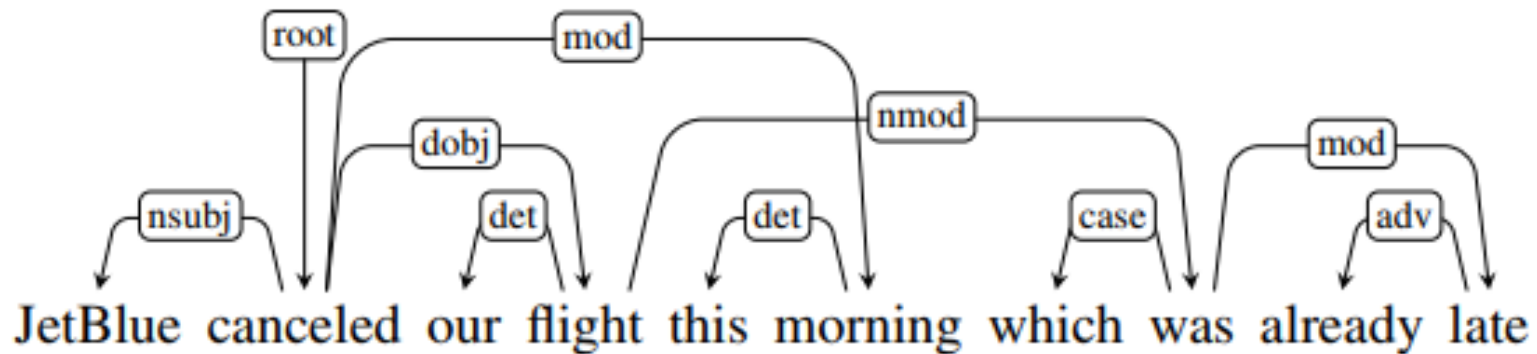 root mod
nmod
dobj mod
nsubj det det case adv
JetBlue canceled our flight this morning which was already late